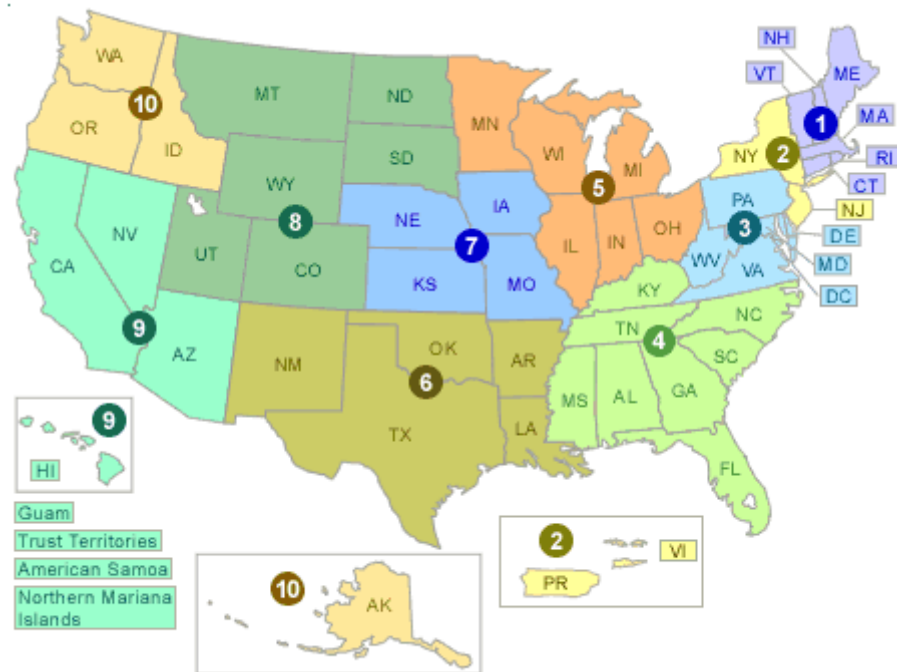 NH
VT
ME
WA
10
MT
ND
MN
MA
1
OR
ID
WI
MI
NY
2
RI
SD
CT
WY
5
PA
NJ
NE
IA
8
7
3
DE
NV
UT
CO
IL
IN
OH
WV
VA
MD
CA
KS
MO
DC
KY
NC
9
TN
4
AZ
NM
OK
AR
SC
6
MS
AL
GA
TX
LA
9
HI
FL
Guam
Trust Territories
American Samoa
Northern Mariana
Islands
10
AK
2
VI
PR